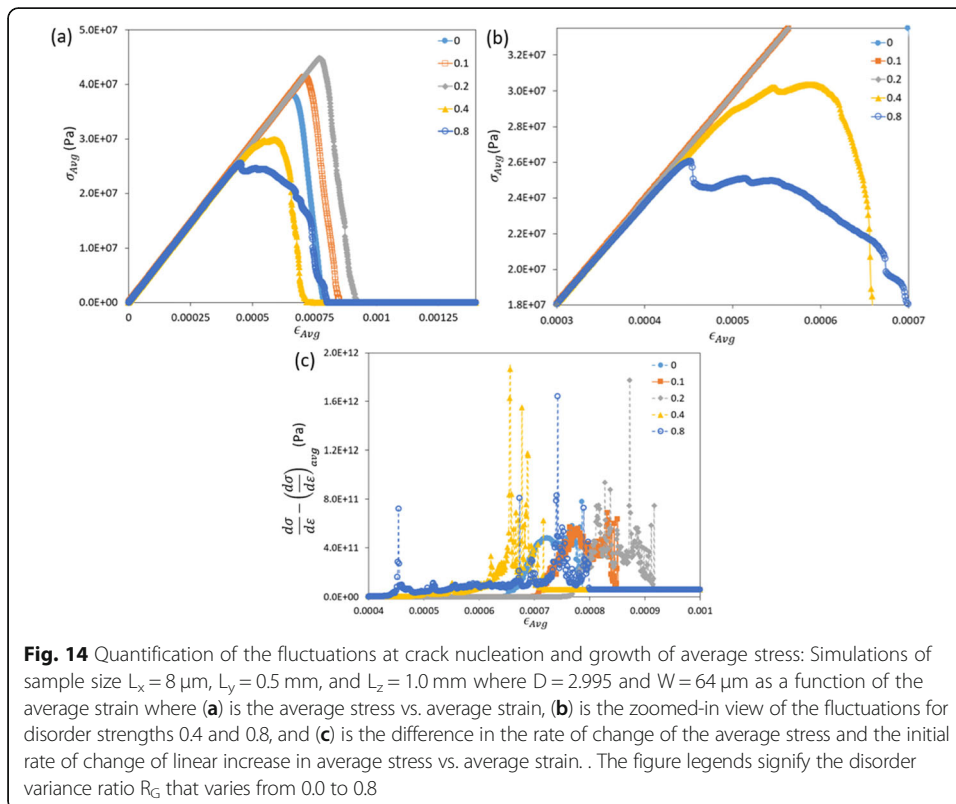 (a)
5.0E+07
4.0E+07
3.0E+07
2.0E+07
1.0E+07
0.0E+00
σAvg (Pa)
0 0.00025 0.0005 0.00075 0.001 0.00125
ϵAvg
0
0.1
0.2
0.4
0.8
(b)
3.2E+07
3.0E+07
2.8E+07
2.6E+07
2.4E+07
2.2E+07
2.0E+07
1.8E+07
σAvg (Pa)
0.0003 0.0004 0.0005 0.0006 0.0007
ϵAvg
0
0.1
0.2
0.4
0.8
(c)
2.0E+12
1.6E+12
1.2E+12
8.0E+11
4.0E+11
0.0E+00
dσ/dε − (dσ/dε)avg (Pa)
0.0004 0.0005 0.0006 0.0007 0.0008 0.0009 0.001
ϵAvg
0
0.1
0.2
0.4
0.8
Fig. 14 Quantification of the fluctuations at crack nucleation and growth of average stress: Simulations of
sample size Lx = 8 μm, Ly = 0.5 mm, and Lz = 1.0 mm where D = 2.995 and W = 64 μm as a function of the
average strain where (a) is the average stress vs. average strain, (b) is the zoomed-in view of the fluctuations for
disorder strengths 0.4 and 0.8, and (c) is the difference in the rate of change of the average stress and the initial
rate of change of linear increase in average stress vs. average strain. . The figure legends signify the disorder
variance ratio RG that varies from 0.0 to 0.8